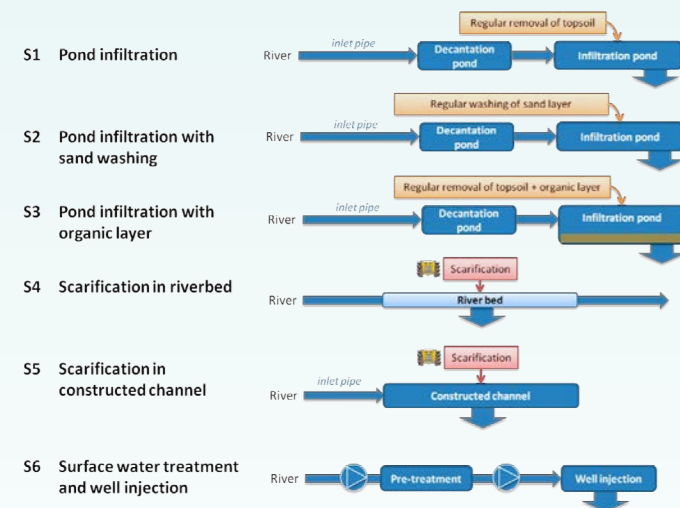 Regular removal of topsoil
S1 Pond infiltration
River
inlet pipe
Decantation
pond
Infiltration pond
Regular washing of sand layer
S2 Pond infiltration with
sand washing
River
inlet pipe
Decantation
pond
Infiltration pond
Regular removal of topsoil + organic layer
S3 Pond infiltration with
organic layer
River
inlet pipe
Decantation
pond
Infiltration pond
Scarification
S4 Scarification in riverbed
River
River bed
Scarification
S5 Scarification in
constructed channel
River
inlet pipe
Constructed channel
S6 Surface water treatment
and well injection
River
Pre-treatment
Well injection